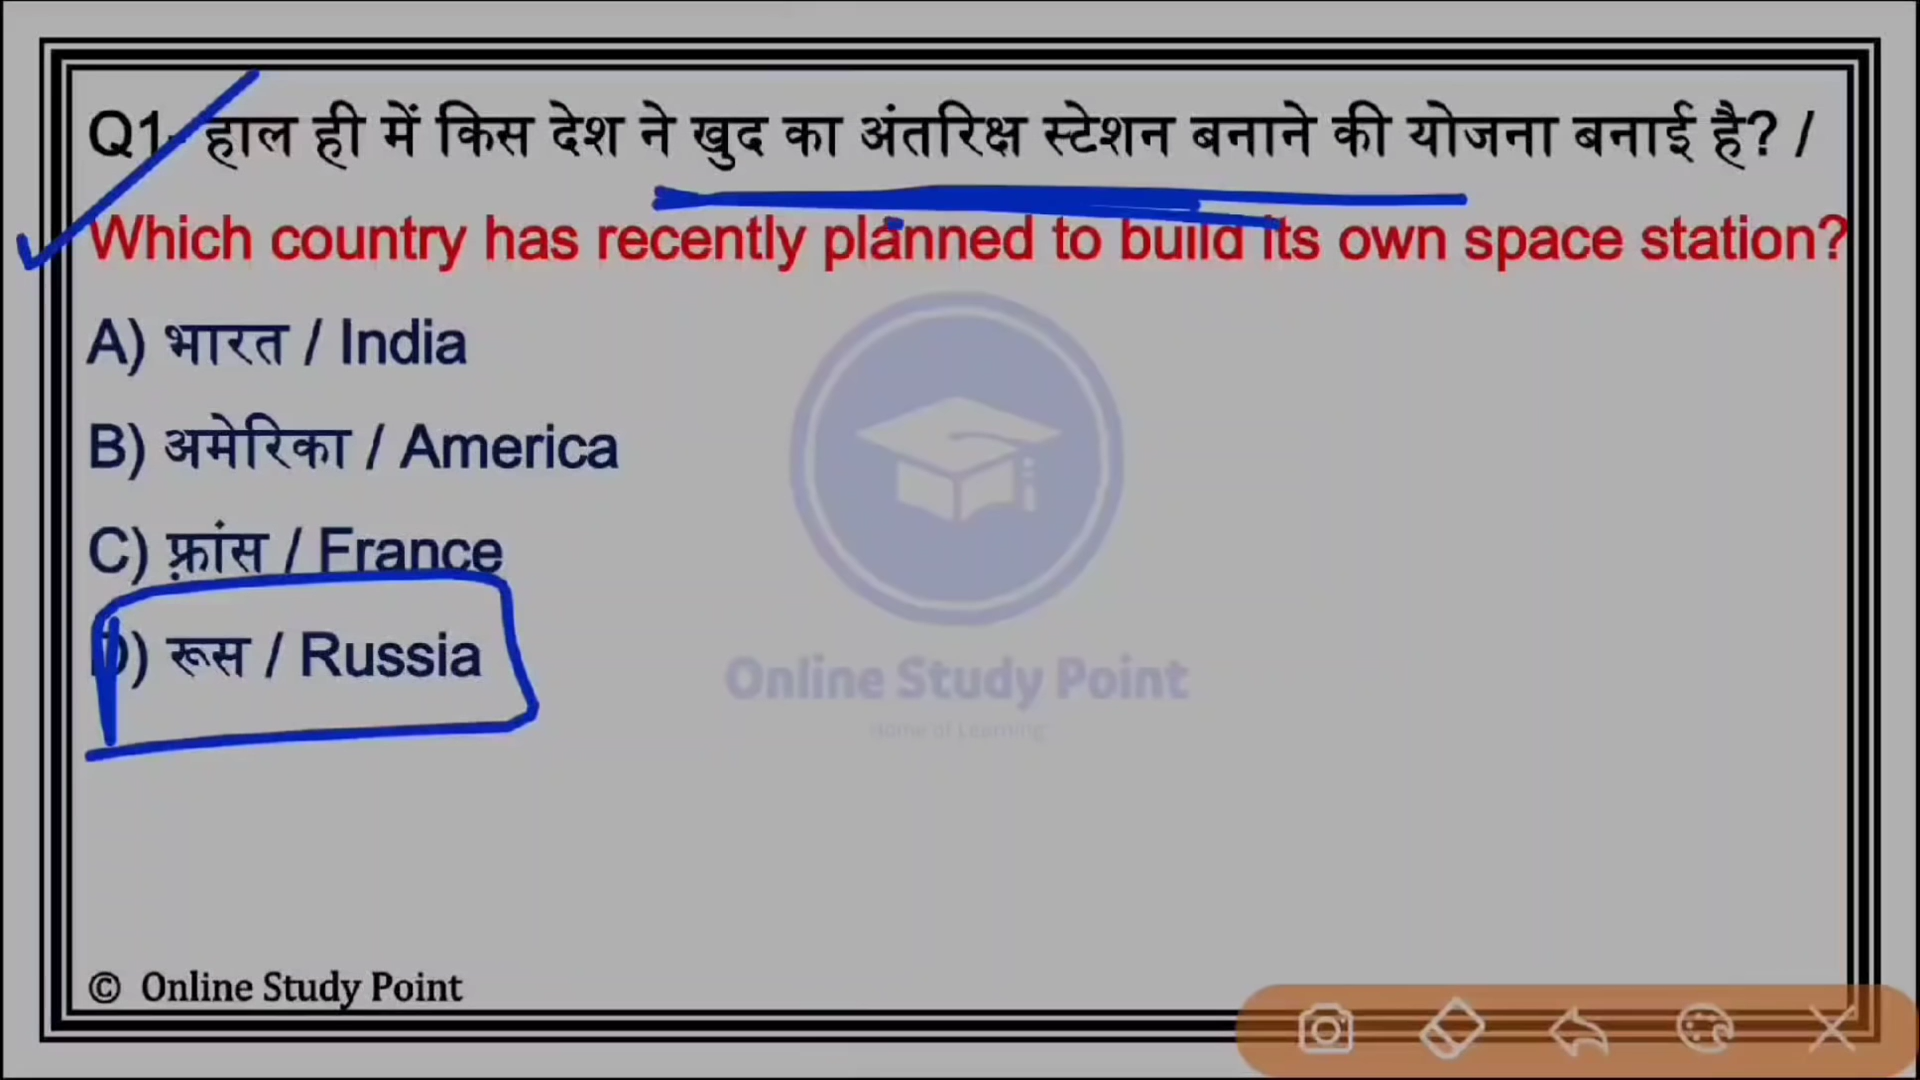 Q1- हाल ही में किस देश ने खुद का अंतरिक्ष स्टेशन बनाने की योजना बनाई है? /
Which country has recently planned to build its own space station?
A) भारत / India
B) अमेरिका / America
C) फ़्रांस / France
D) रूस / Russia
Online Study Point
Home of Learning
© Online Study Point